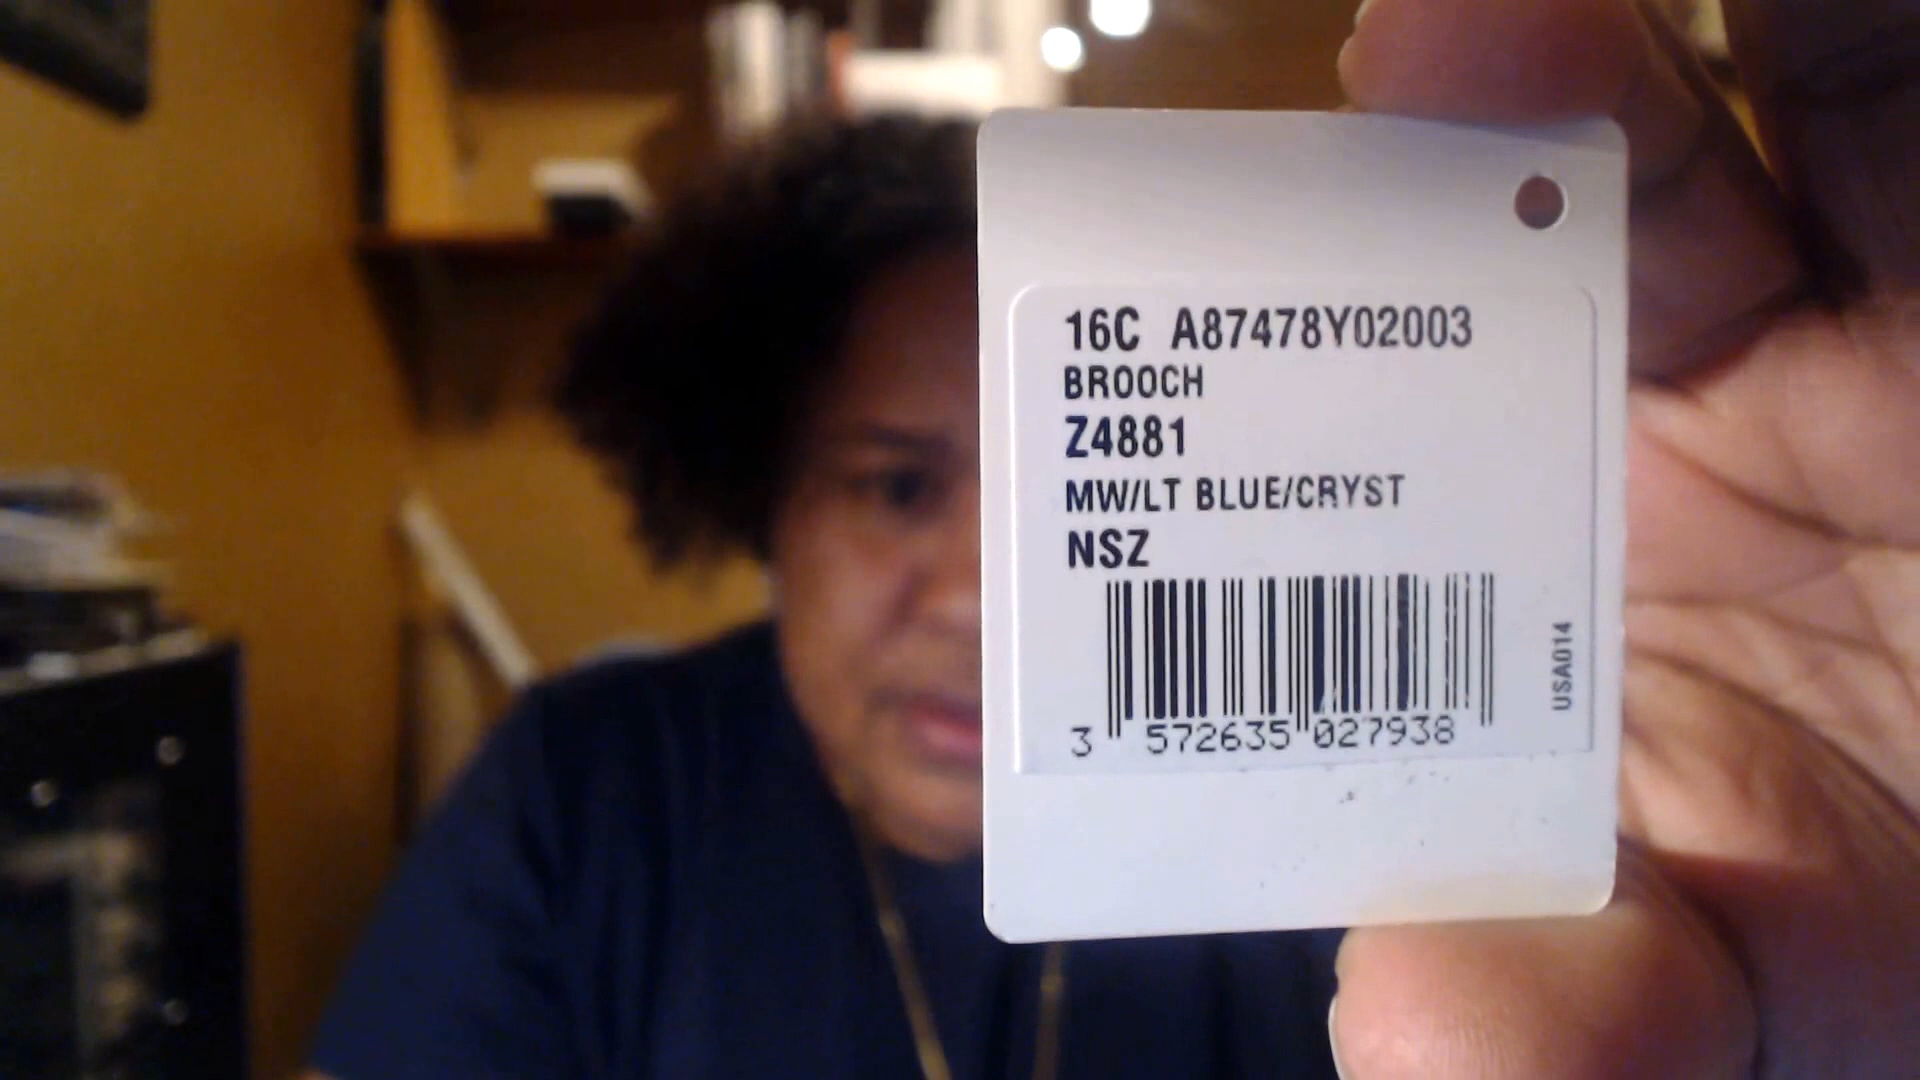 16C A87478Y02003
BROOCH
Z4881
MW/LT BLUE/CRYST
NSZ
3 572635 027938
USA014